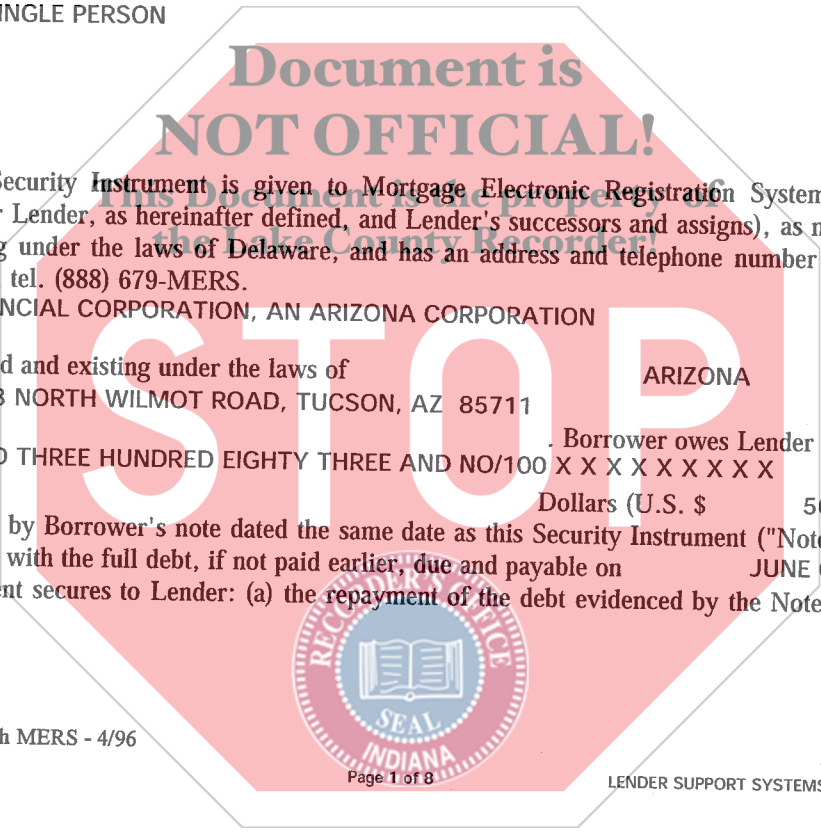 INGLE PERSON
Document is
NOT OFFICIAL!
Security Instrument is given to Mortgage Electronic Registration System
This Document is the property of
r Lender, as hereinafter defined, and Lender's successors and assigns), as
g under the laws of Delaware, and has an address and telephone number
the Lake County Recorder!
tel. (888) 679-MERS.
NCIAL CORPORATION, AN ARIZONA CORPORATION
STOP
d and existing under the laws of ARIZONA
NORTH WILMOT ROAD, TUCSON, AZ 85711
. Borrower owes Lender
THREE HUNDRED EIGHTY THREE AND NO/100 X X X X X X X X X
Dollars (U.S. $ 5
by Borrower's note dated the same date as this Security Instrument ("Note
with the full debt, if not paid earlier, due and payable on JUNE
nt secures to Lender: (a) the repayment of the debt evidenced by the Note
RECORDER'S OFFICE
SEAL
INDIANA
h MERS - 4/96
Page 1 of 8
LENDER SUPPORT SYSTEMS